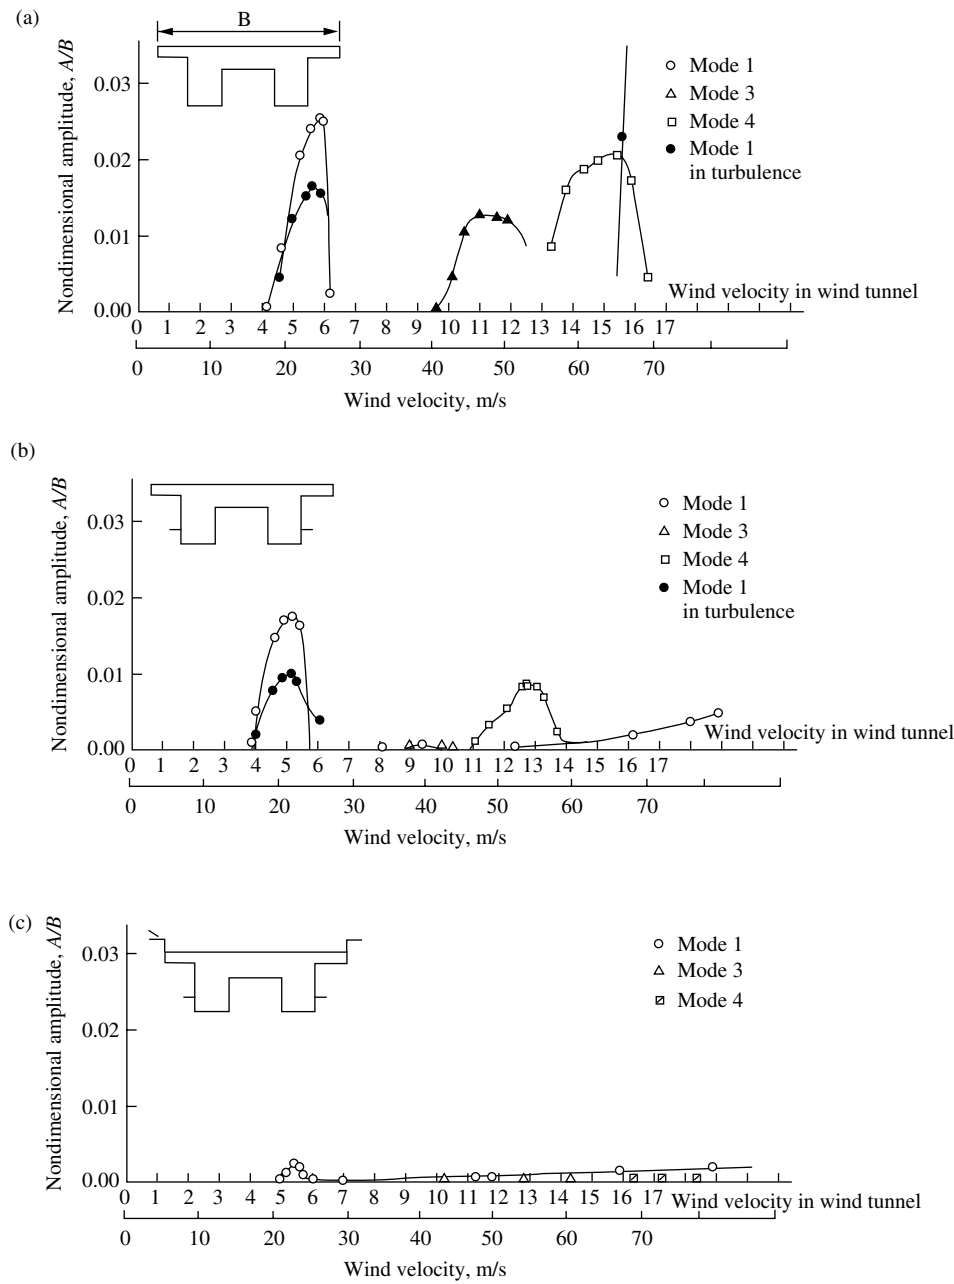 (a)
B
Nondimensional amplitude, A/B
0.03
0.02
0.01
0.00
Mode 1
Mode 3
Mode 4
Mode 1
in turbulence
Wind velocity in wind tunnel
0 1 2 3 4 5 6 7 8 9 10 11 12 13 14 15 16 17
0 10 20 30 40 50 60 70
Wind velocity, m/s
(b)
Nondimensional amplitude, A/B
0.03
0.02
0.01
0.00
Mode 1
Mode 3
Mode 4
Mode 1
in turbulence
Wind velocity in wind tunnel
0 1 2 3 4 5 6 7 8 9 10 11 12 13 14 15 16 17
0 10 20 30 40 50 60 70
Wind velocity, m/s
(c)
Nondimensional amplitude, A/B
0.03
0.02
0.01
0.00
Mode 1
Mode 3
Mode 4
0 1 2 3 4 5 6 7 8 9 10 11 12 13 14 15 16 17 Wind velocity in wind tunnel
0 10 20 30 40 50 60 70
Wind velocity, m/s